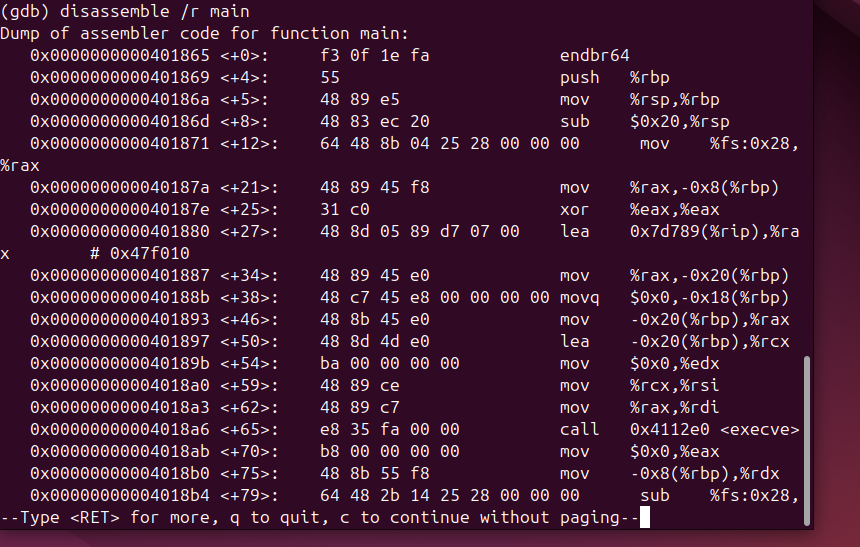 (gdb) disassemble /r main
Dump of assembler code for function main:
   0x0000000000401865 <+0>:     f3 0f 1e fa             endbr64
   0x0000000000401869 <+4>:     55                      push   %rbp
   0x000000000040186a <+5>:     48 89 e5                mov    %rsp,%rbp
   0x000000000040186d <+8>:     48 83 ec 20             sub    $0x20,%rsp
   0x0000000000401871 <+12>:    64 48 8b 04 25 28 00 00 00      mov    %fs:0x28,
%rax
   0x000000000040187a <+21>:    48 89 45 f8             mov    %rax,-0x8(%rbp)
   0x000000000040187e <+25>:    31 c0                   xor    %eax,%eax
   0x0000000000401880 <+27>:    48 8d 05 89 d7 07 00    lea    0x7d789(%rip),%ra
x        # 0x47f010
   0x0000000000401887 <+34>:    48 89 45 e0             mov    %rax,-0x20(%rbp)
   0x000000000040188b <+38>:    48 c7 45 e8 00 00 00 00 movq   $0x0,-0x18(%rbp)
   0x0000000000401893 <+46>:    48 8b 45 e0             mov    -0x20(%rbp),%rax
   0x0000000000401897 <+50>:    48 8d 4d e0             lea    -0x20(%rbp),%rcx
   0x000000000040189b <+54>:    ba 00 00 00 00          mov    $0x0,%edx
   0x00000000004018a0 <+59>:    48 89 ce                mov    %rcx,%rsi
   0x00000000004018a3 <+62>:    48 89 c7                mov    %rax,%rdi
   0x00000000004018a6 <+65>:    e8 35 fa 00 00          call   0x4112e0 <execve>
   0x00000000004018ab <+70>:    b8 00 00 00 00          mov    $0x0,%eax
   0x00000000004018b0 <+75>:    48 8b 55 f8             mov    -0x8(%rbp),%rdx
   0x00000000004018b4 <+79>:    64 48 2b 14 25 28 00 00 00      sub    %fs:0x28,
--Type <RET> for more, q to quit, c to continue without paging--